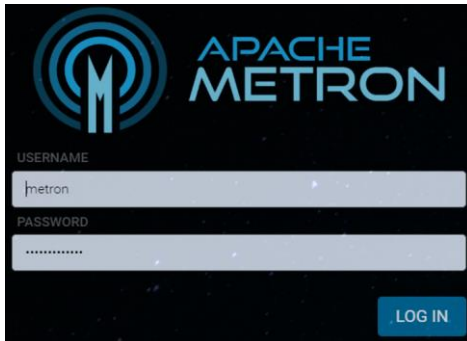 APACHE
METRON
USERNAME
metron
PASSWORD
•••••••••••••
LOG IN